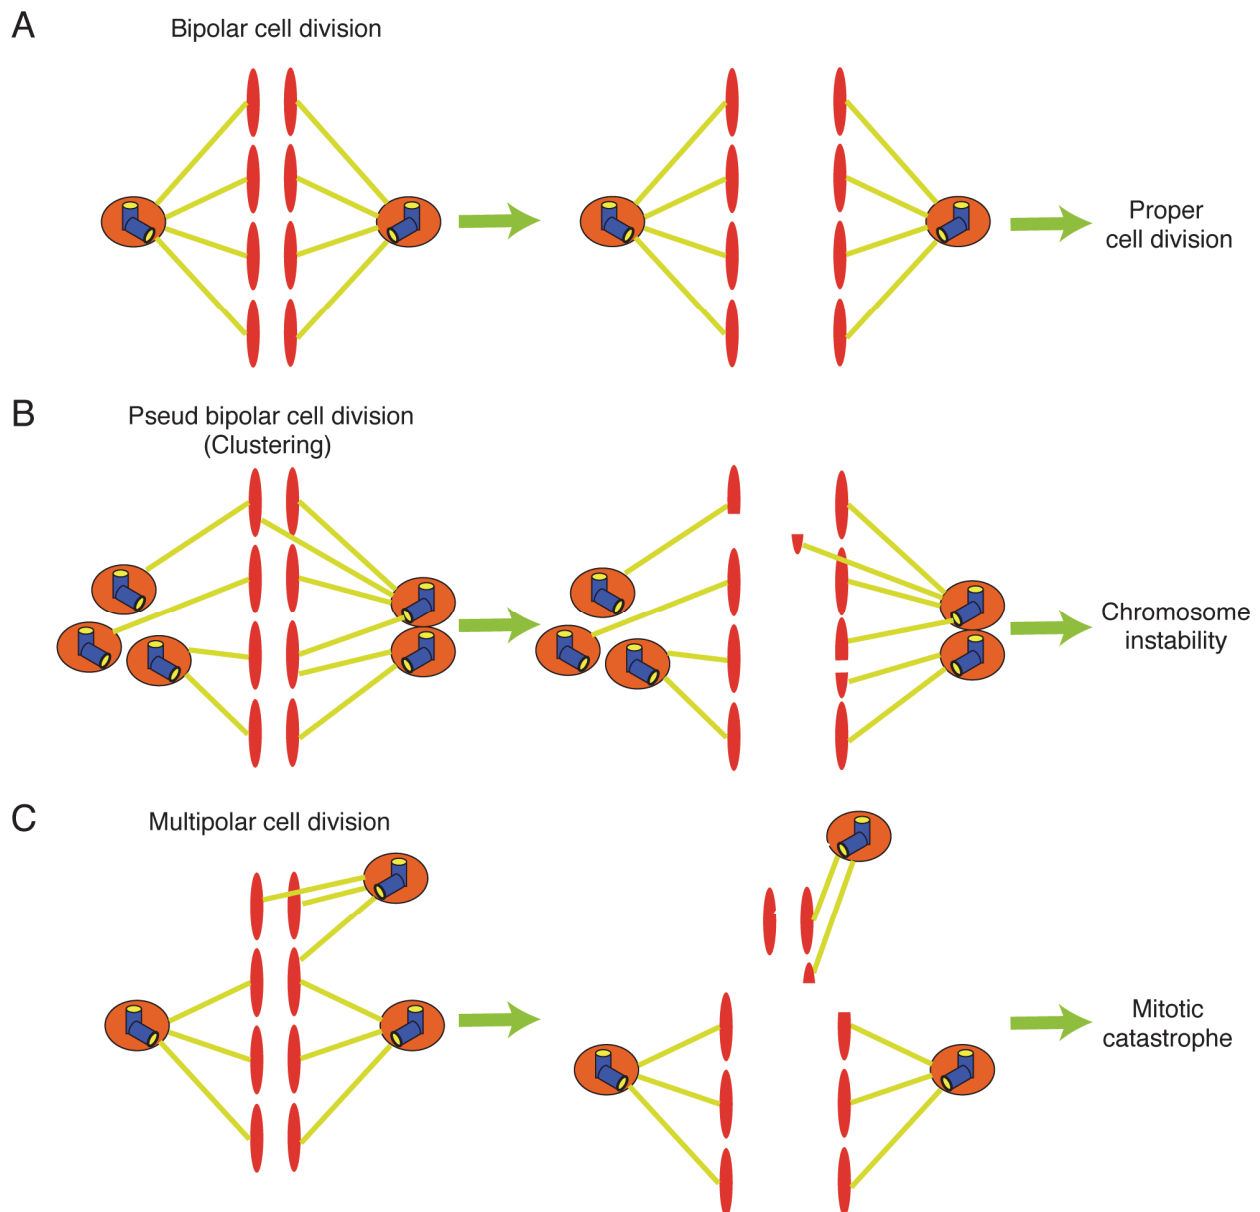 A
Bipolar cell division
Proper
cell division
B
Pseud bipolar cell division
(Clustering)
Chromosome
instability
C
Multipolar cell division
Mitotic
catastrophe